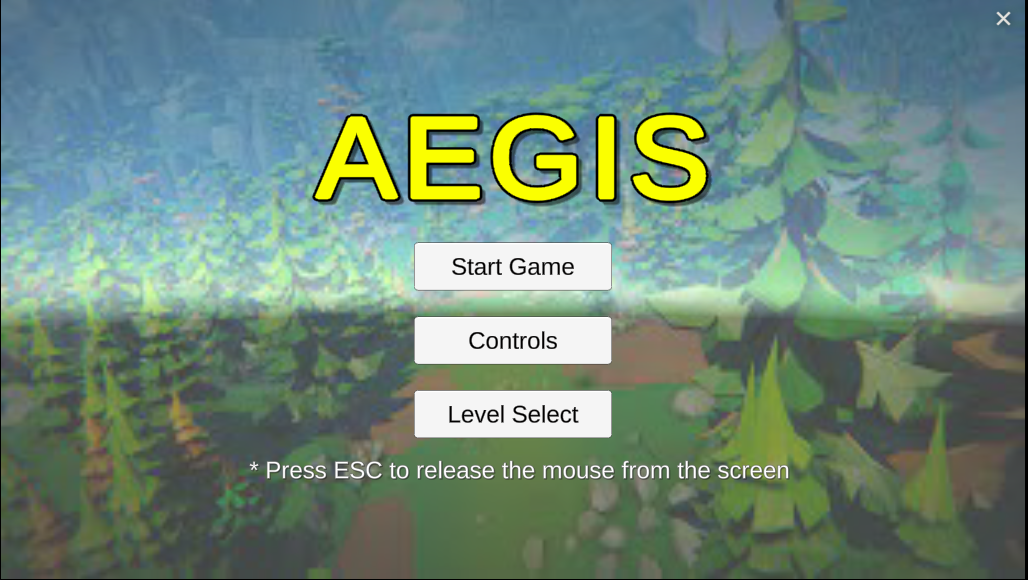 AEGIS
Start Game
Controls
Level Select
* Press ESC to release the mouse from the screen